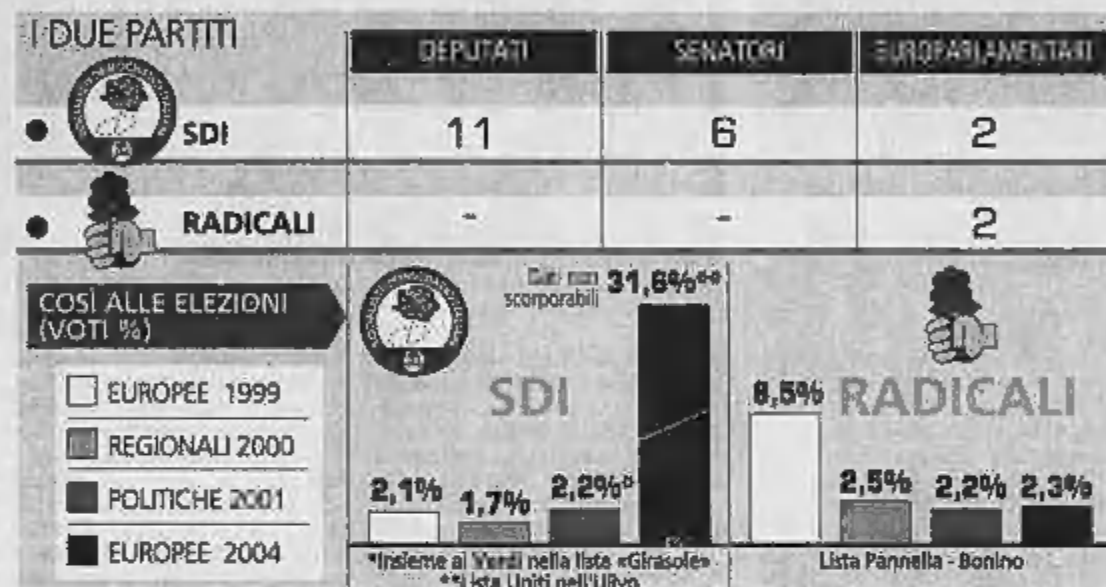 I DUE PARTITI
DEPUTATI SENATORI EUROPARLAMENTARI
SDI 11 6 2
RADICALI - - 2
COSÌ ALLE ELEZIONI
(VOTI %)
EUROPEE 1999
REGIONALI 2000
POLITICHE 2001
EUROPEE 2004
SDI
Dati non
scorporabili
31,6%**
2,1% 1,7% 2,2%*
*Insieme ai Verdi nella lista «Girasole»
**Lista Uniti nell'Ulivo
RADICALI
8,5% 2,5% 2,2% 2,3%
Lista Pannella - Bonino